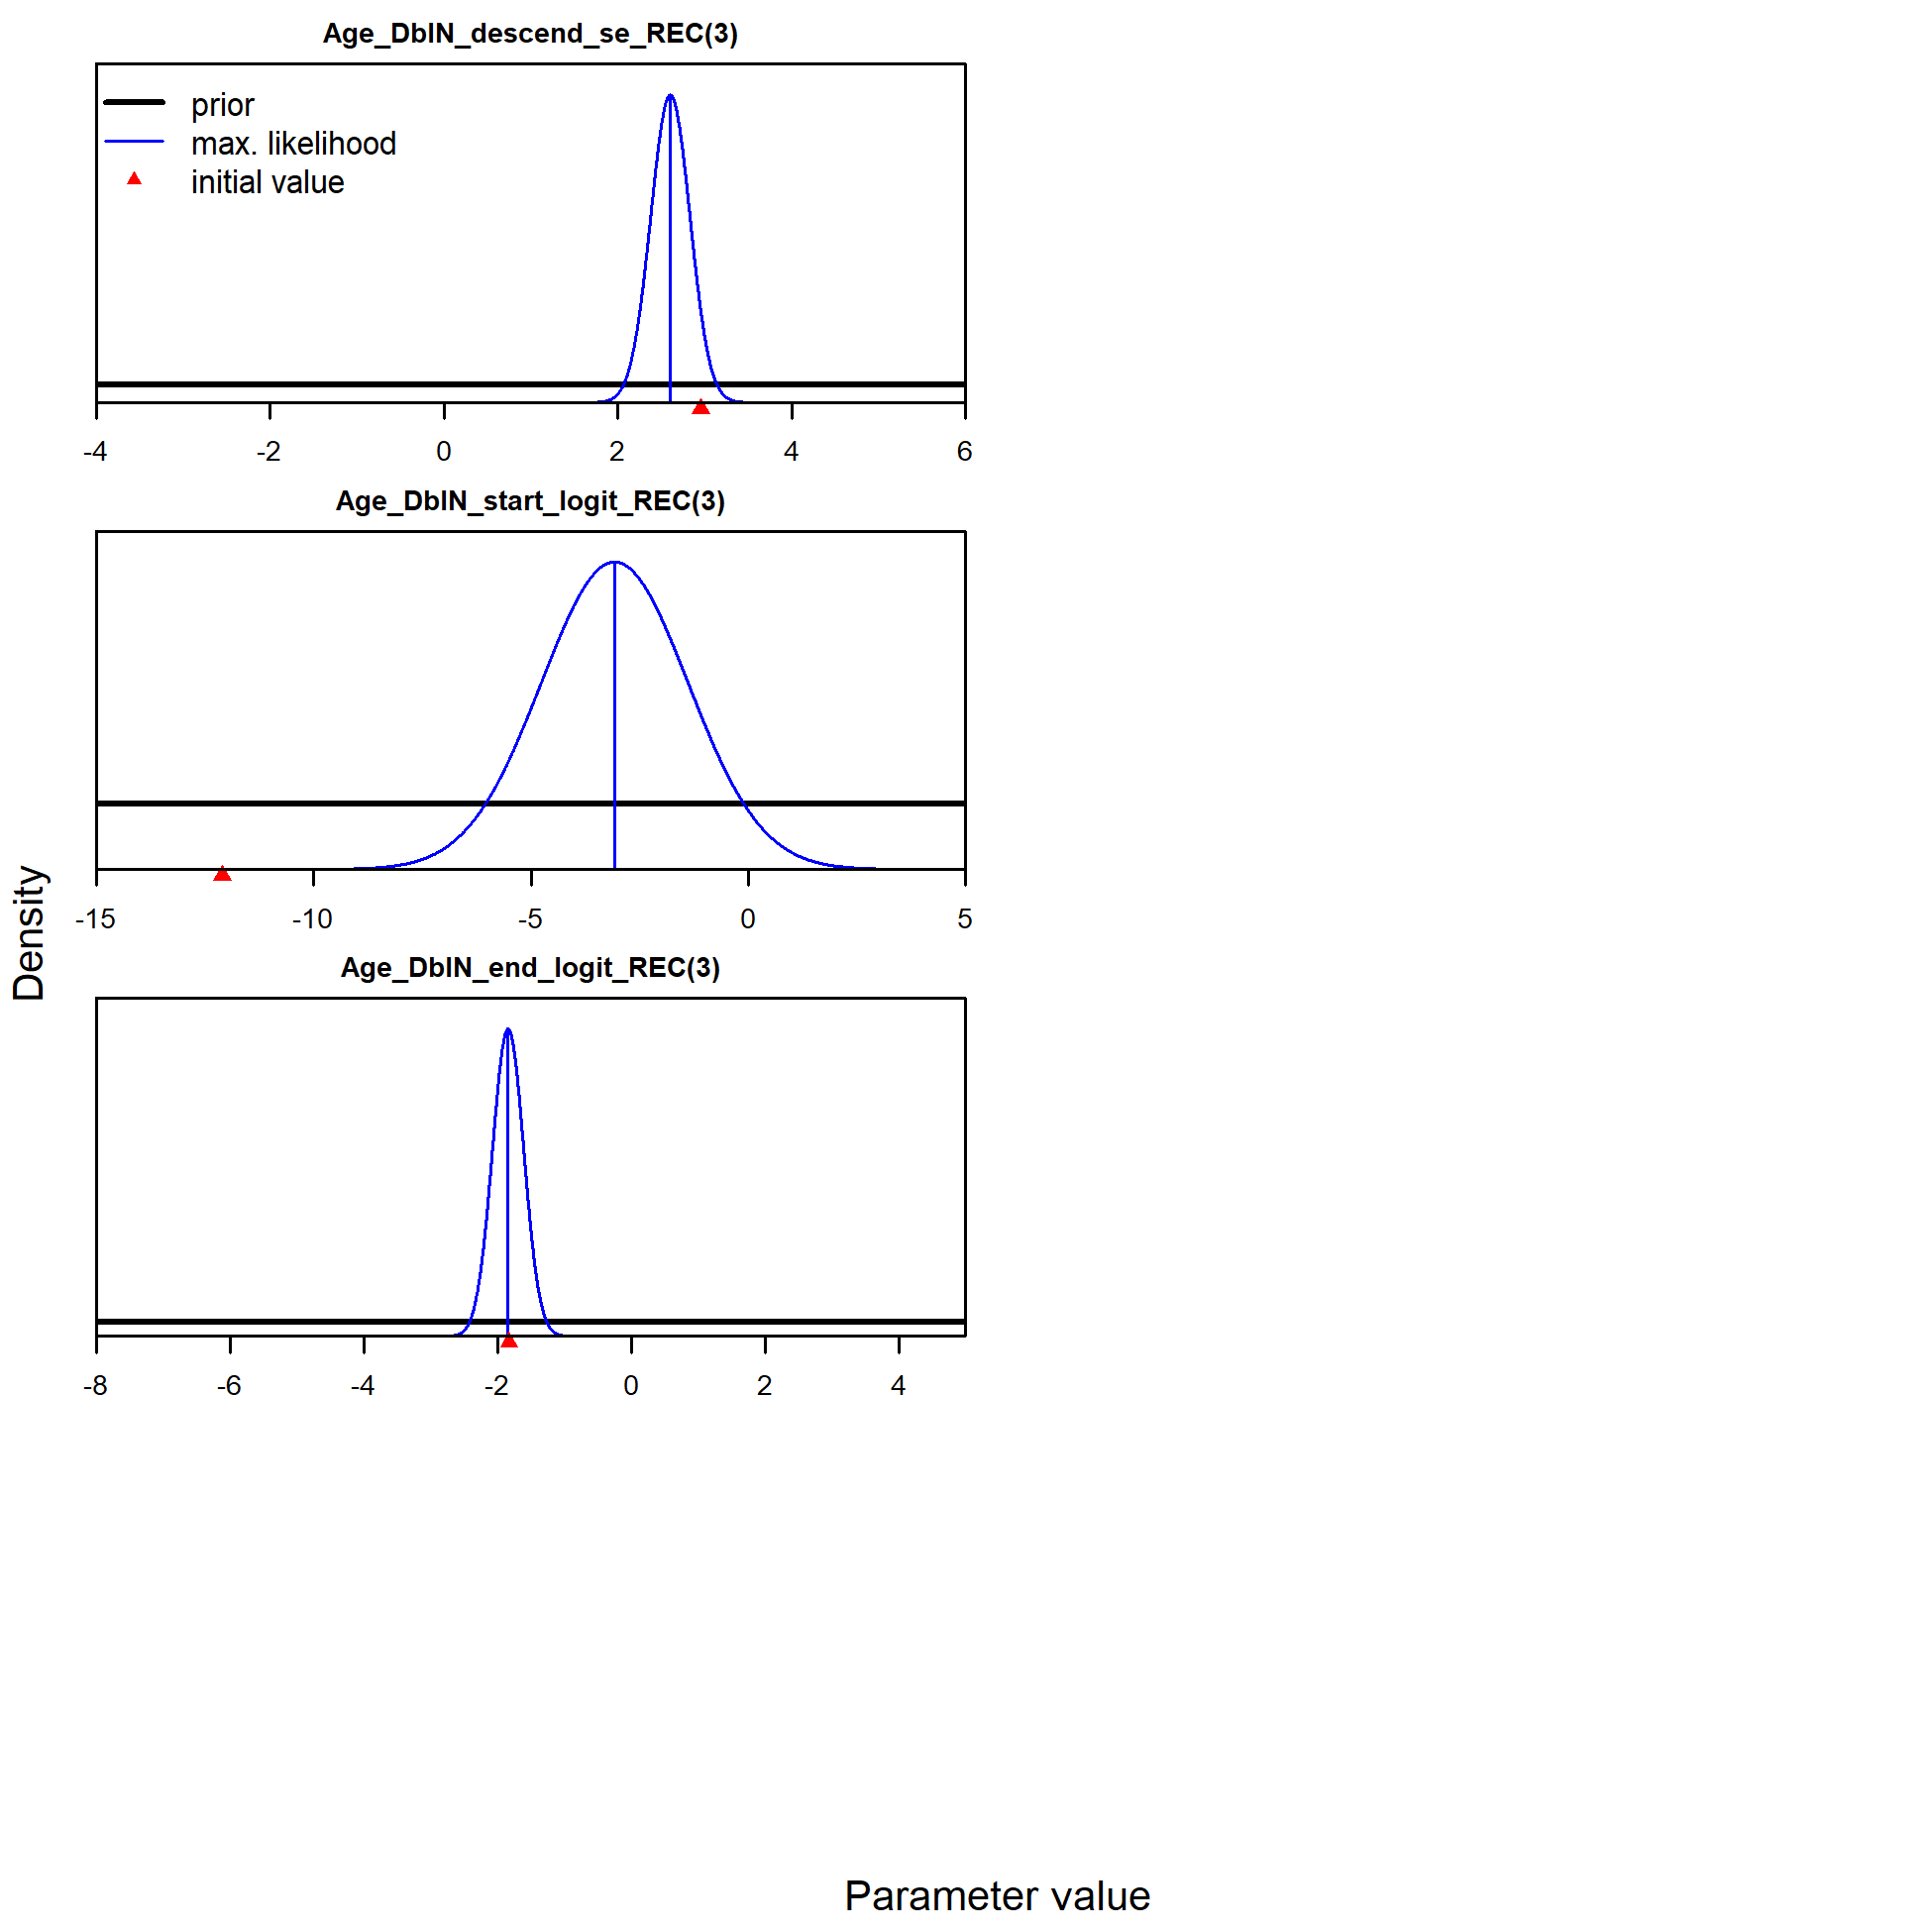 Age_DblN_descend_se_REC(3)
prior
max. likelihood
initial value
-4 -2 0 2 4 6
Age_DblN_start_logit_REC(3)
-15 -10 -5 0 5
Age_DblN_end_logit_REC(3)
-8 -6 -4 -2 0 2 4
Density
Parameter value